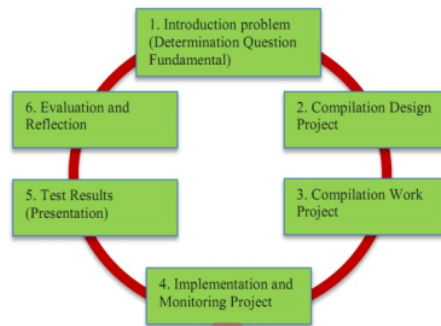 1. Introduction problem
(Determination Question
Fundamental)
2. Compilation Design
Project
3. Compilation Work
Project
4. Implementation and
Monitoring Project
5. Test Results
(Presentation)
6. Evaluation and
Reflection